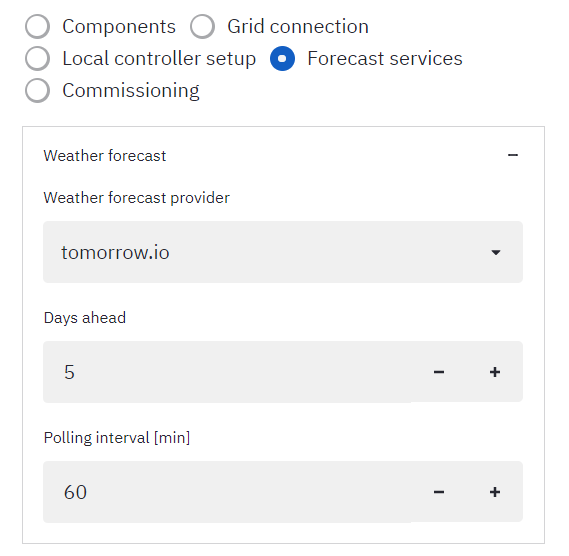 Components Grid connection
Local controller setup Forecast services
Commissioning
Weather forecast −
Weather forecast provider
tomorrow.io
Days ahead
5 − +
Polling interval [min]
60 − +